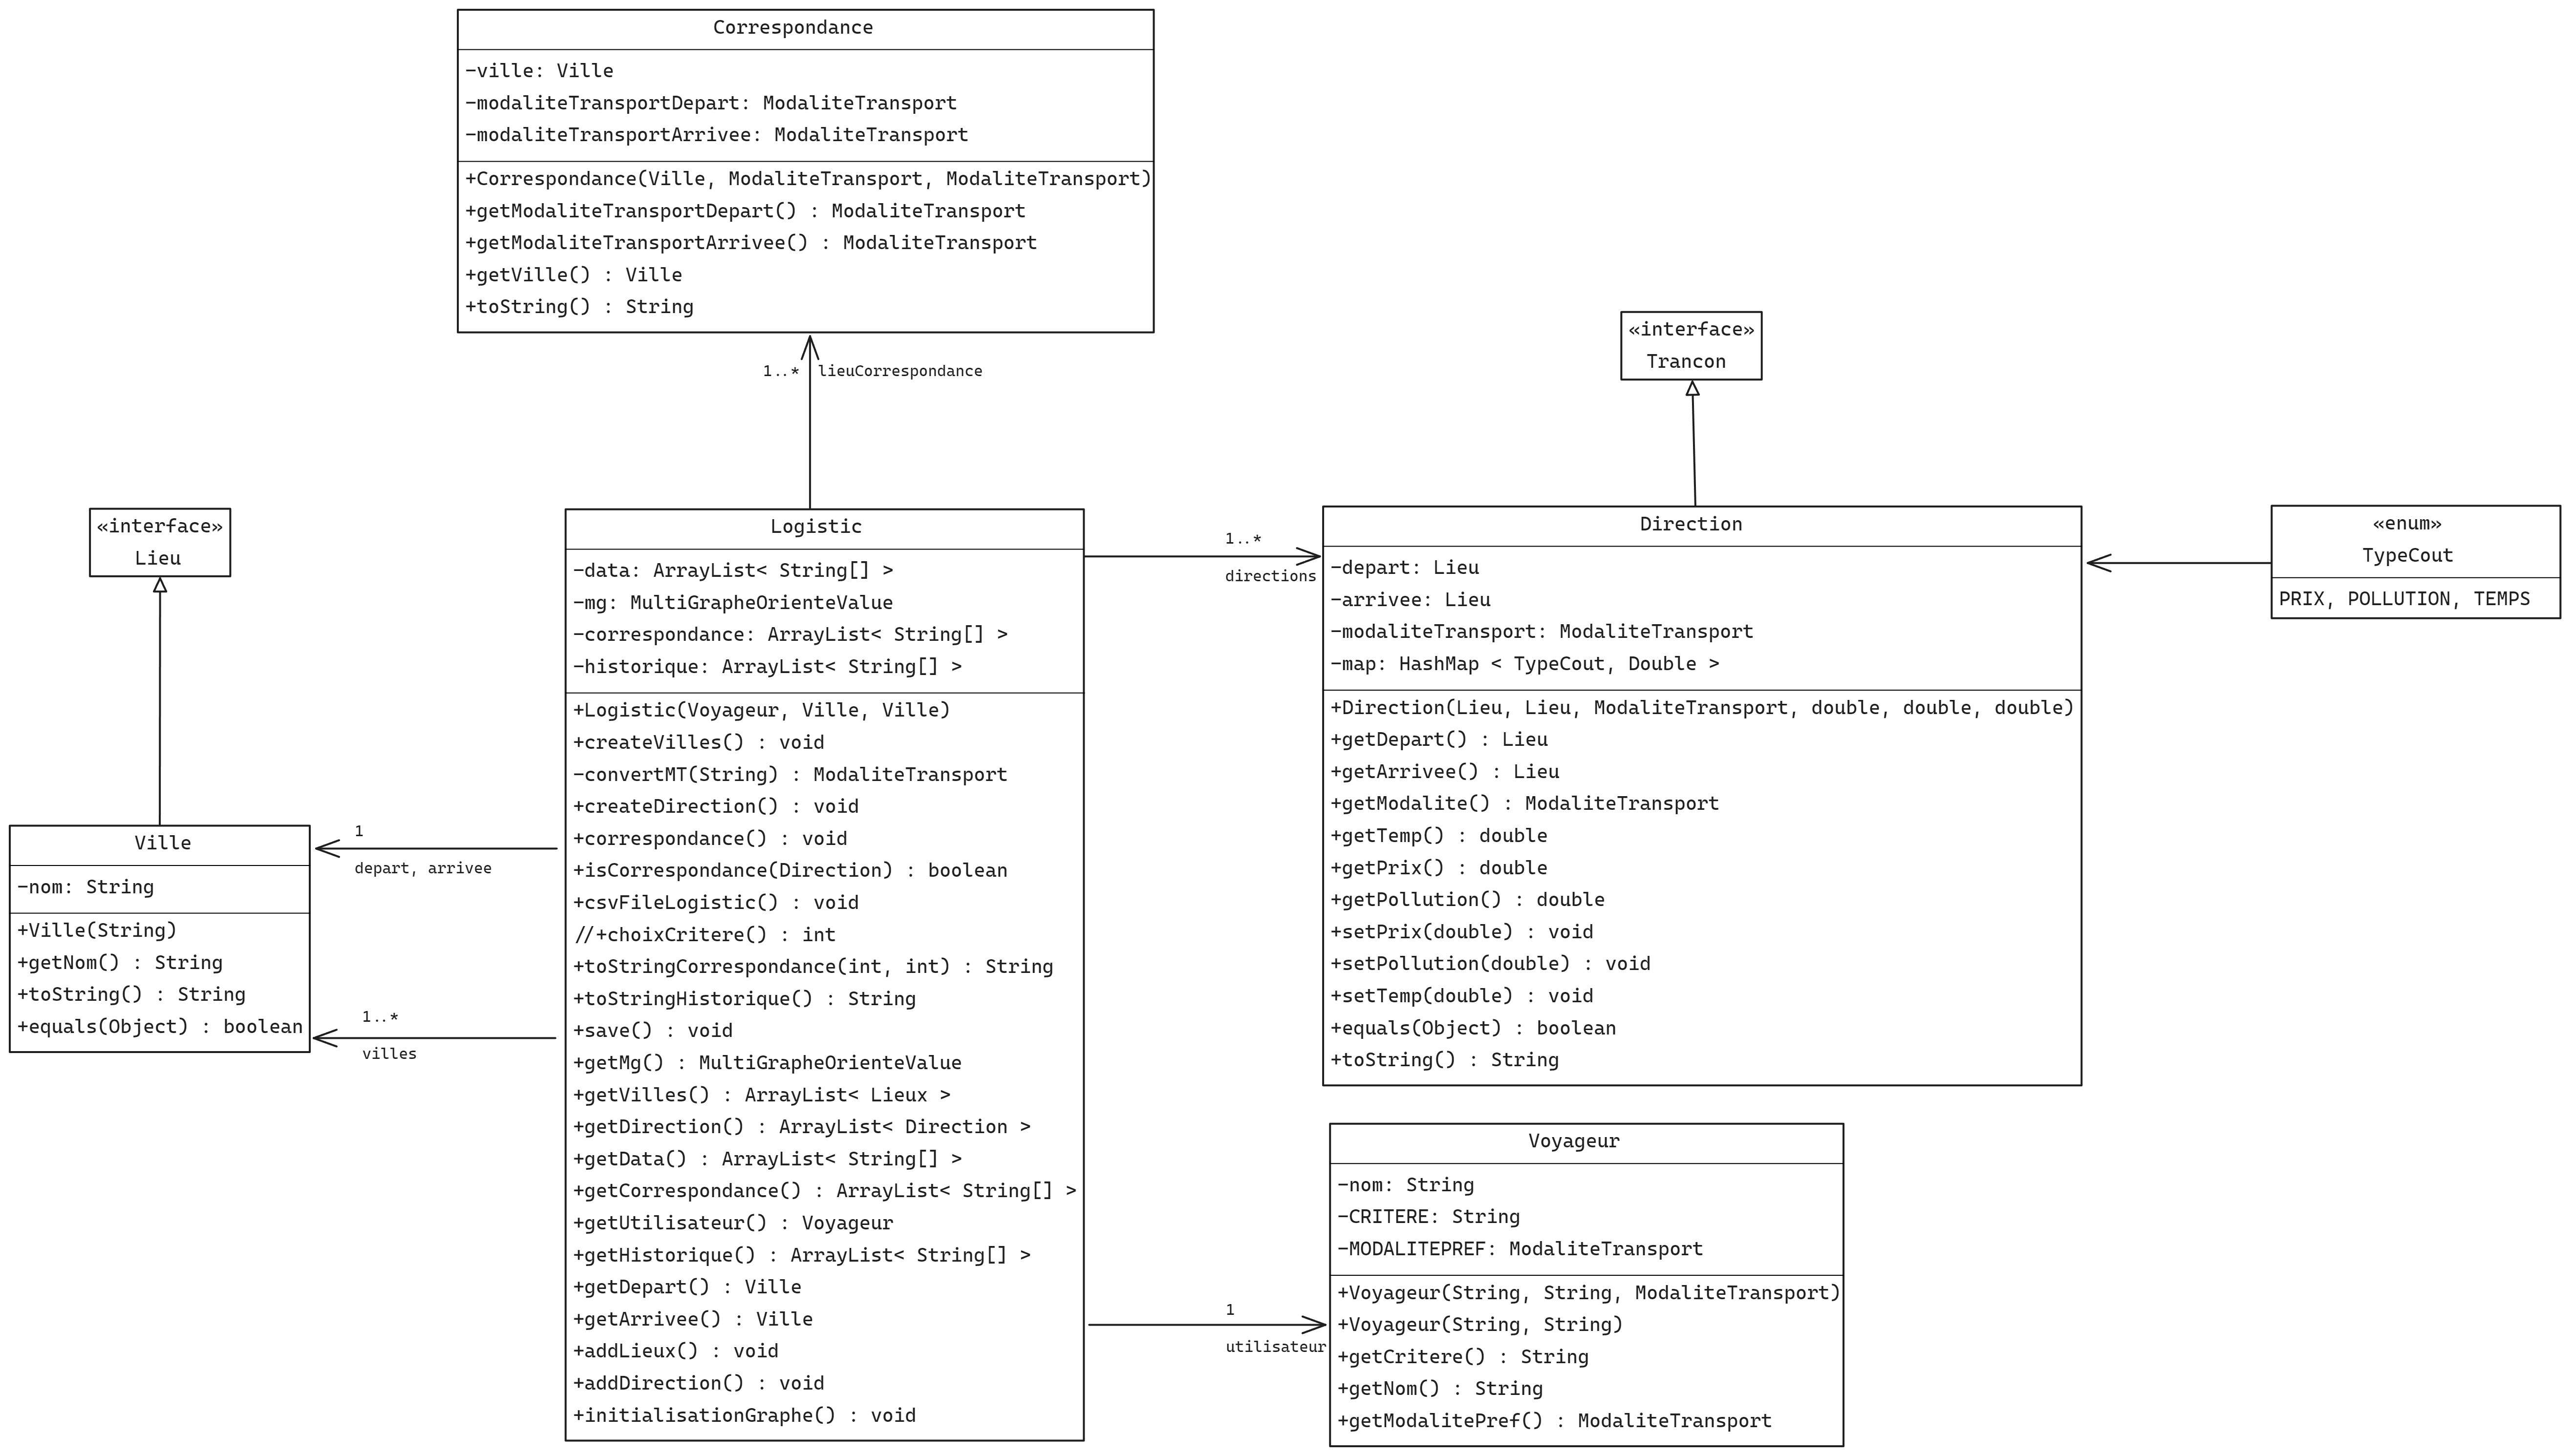 Correspondance
-ville: Ville
-modaliteTransportDepart: ModaliteTransport
-modaliteTransportArrivee: ModaliteTransport
+Correspondance(Ville, ModaliteTransport, ModaliteTransport)
+getModaliteTransportDepart() : ModaliteTransport
+getModaliteTransportArrivee() : ModaliteTransport
+getVille() : Ville
+toString() : String
1..* lieuCorrespondance
«interface»
Trancon
«interface»
Lieu
Ville
-nom: String
+Ville(String)
+getNom() : String
+toString() : String
+equals(Object) : boolean
1
depart, arrivee
1..*
villes
Logistic
-data: ArrayList< String[] >
-mg: MultiGrapheOrienteValue
-correspondance: ArrayList< String[] >
-historique: ArrayList< String[] >
+Logistic(Voyageur, Ville, Ville)
+createVilles() : void
-convertMT(String) : ModaliteTransport
+createDirection() : void
+correspondance() : void
+isCorrespondance(Direction) : boolean
+csvFileLogistic() : void
//+choixCritere() : int
+toStringCorrespondance(int, int) : String
+toStringHistorique() : String
+save() : void
+getMg() : MultiGrapheOrienteValue
+getVilles() : ArrayList< Lieux >
+getDirection() : ArrayList< Direction >
+getData() : ArrayList< String[] >
+getCorrespondance() : ArrayList< String[] >
+getUtilisateur() : Voyageur
+getHistorique() : ArrayList< String[] >
+getDepart() : Ville
+getArrivee() : Ville
+addLieux() : void
+addDirection() : void
+initialisationGraphe() : void
1..*
directions
Direction
-depart: Lieu
-arrivee: Lieu
-modaliteTransport: ModaliteTransport
-map: HashMap < TypeCout, Double >
+Direction(Lieu, Lieu, ModaliteTransport, double, double, double)
+getDepart() : Lieu
+getArrivee() : Lieu
+getModalite() : ModaliteTransport
+getTemp() : double
+getPrix() : double
+getPollution() : double
+setPrix(double) : void
+setPollution(double) : void
+setTemp(double) : void
+equals(Object) : boolean
+toString() : String
«enum»
TypeCout
PRIX, POLLUTION, TEMPS
1
utilisateur
Voyageur
-nom: String
-CRITERE: String
-MODALITEPREF: ModaliteTransport
+Voyageur(String, String, ModaliteTransport)
+Voyageur(String, String)
+getCritere() : String
+getNom() : String
+getModalitePref() : ModaliteTransport